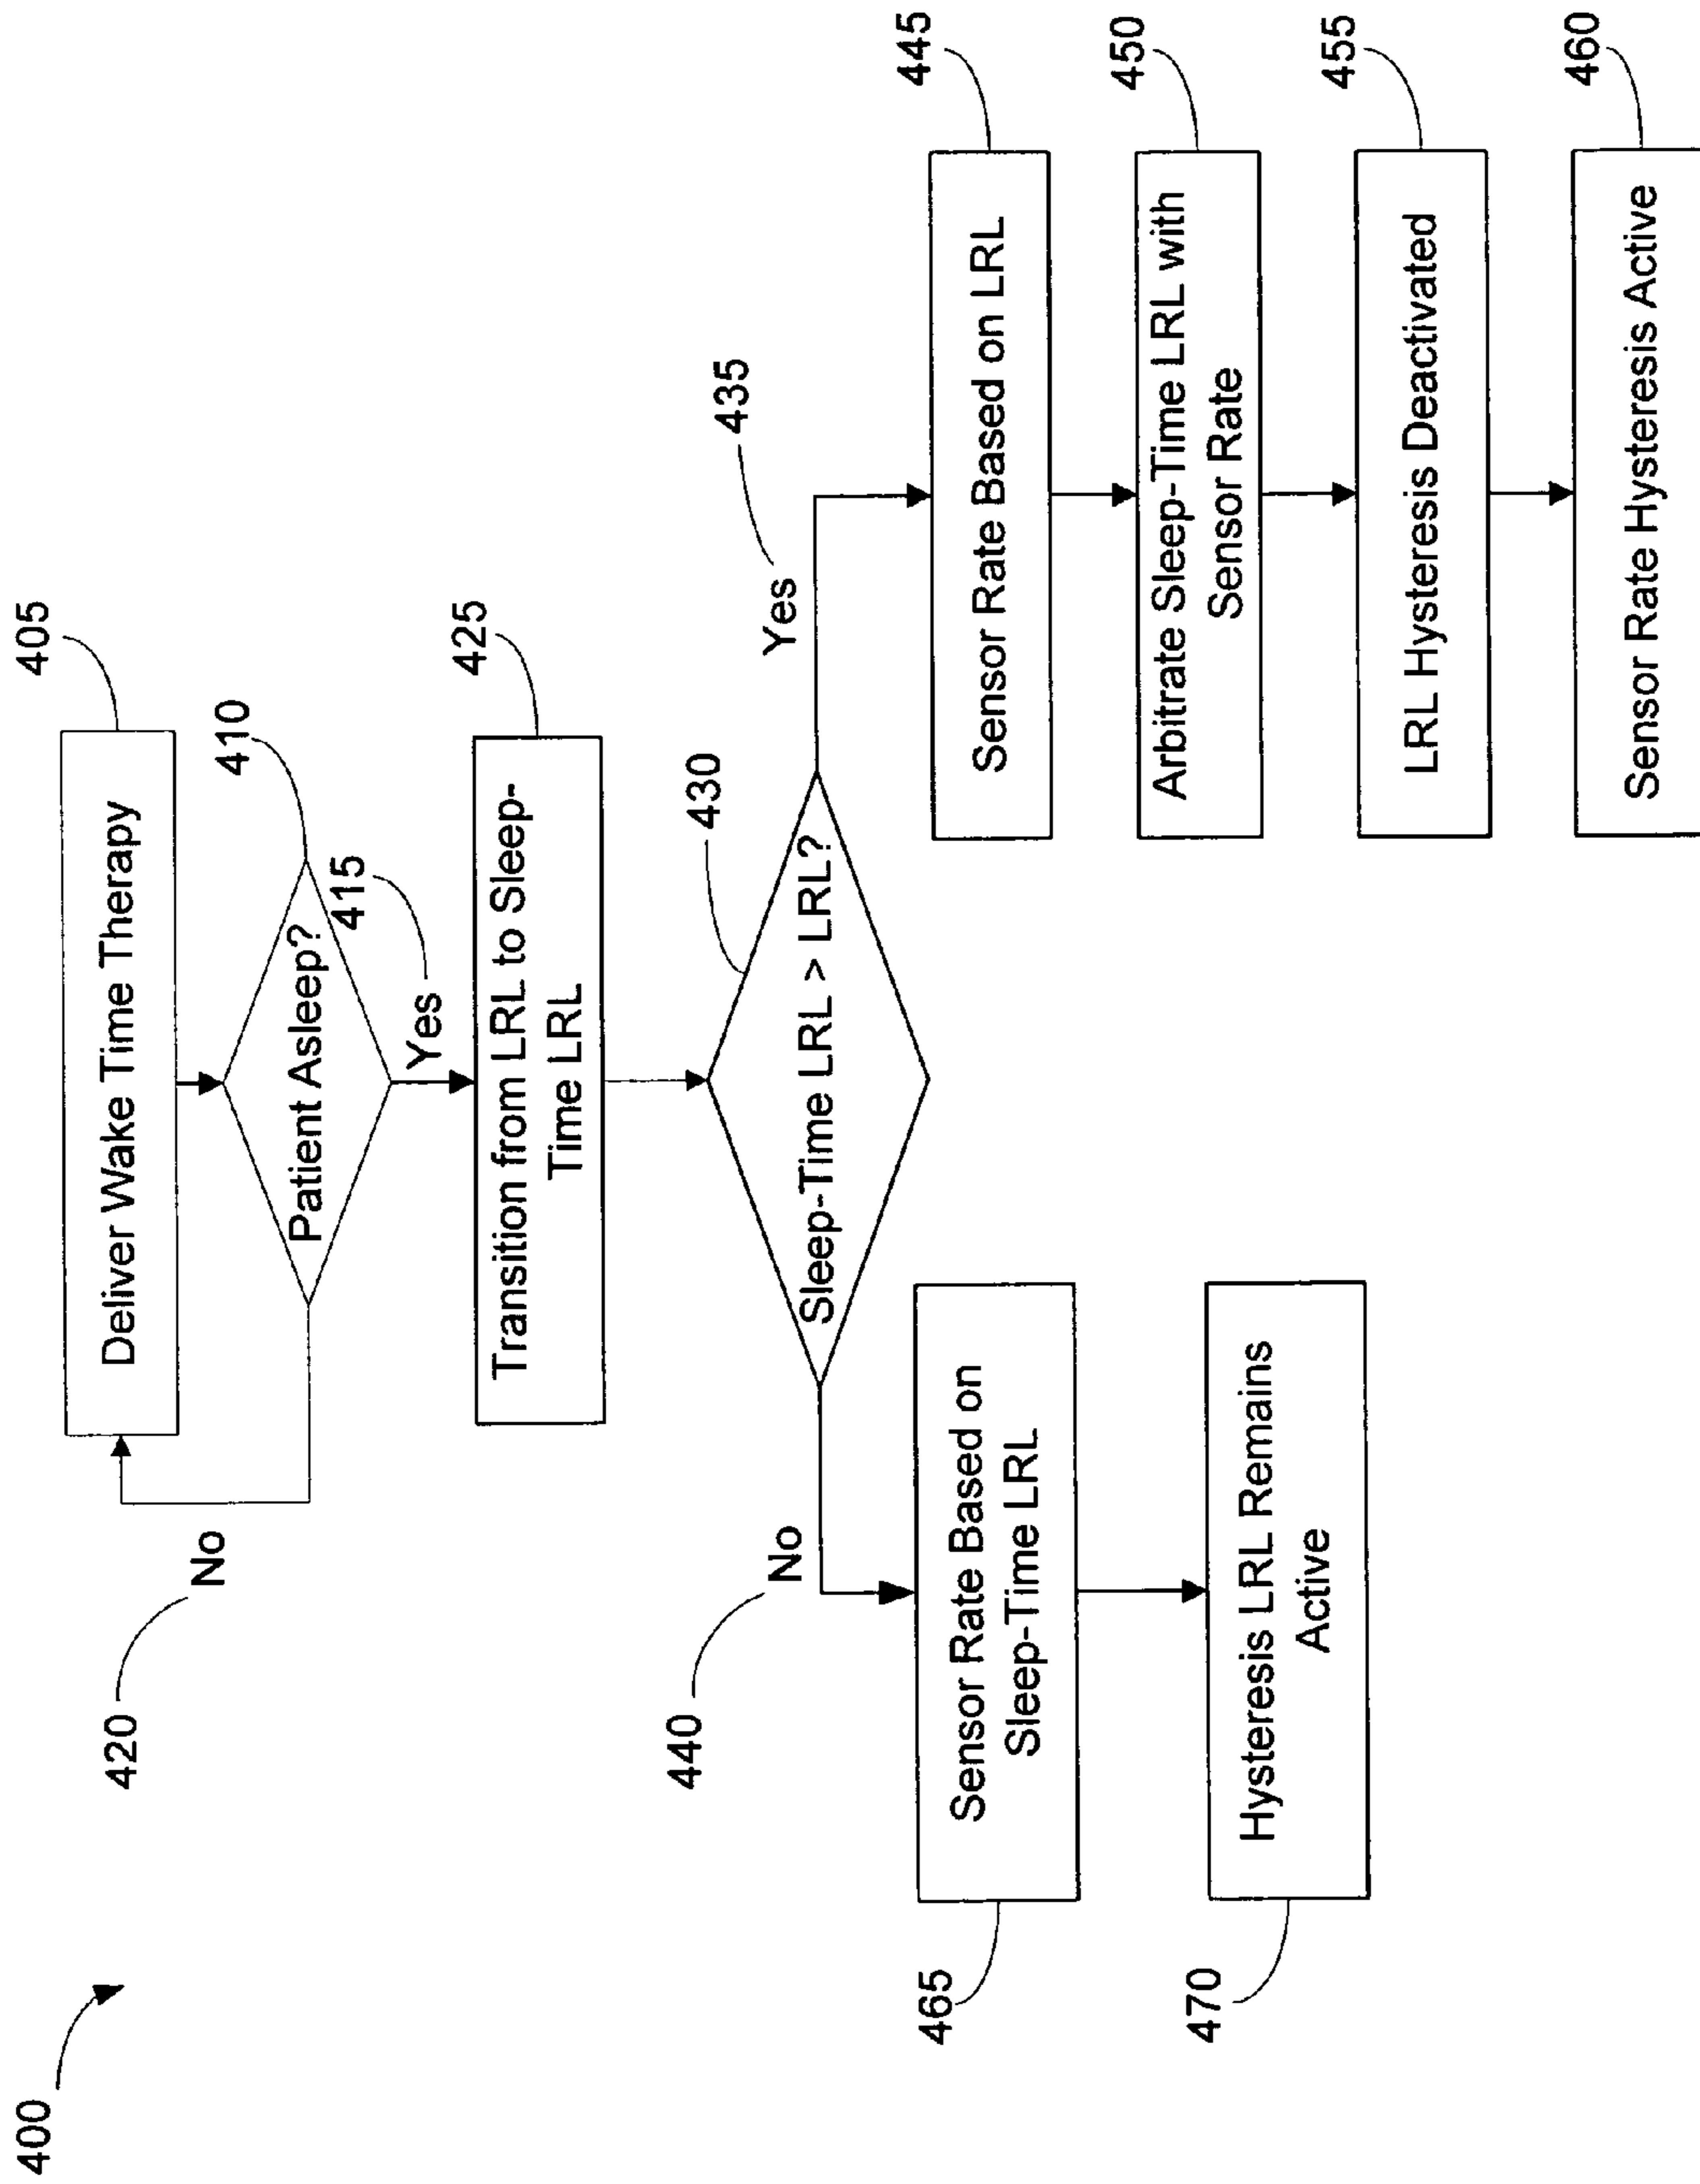 400
405
Deliver Wake Time Therapy
410
Patient Asleep?
420
No
415
Yes
425
Transition from LRL to Sleep-
Time LRL
430
Sleep-Time LRL > LRL?
435
Yes
440
No
445
Sensor Rate Based on LRL
450
Arbitrate Sleep-Time LRL with
Sensor Rate
455
LRL Hysteresis Deactivated
460
Sensor Rate Hysteresis Active
465
Sensor Rate Based on
Sleep-Time LRL
470
Hysteresis LRL Remains
Active